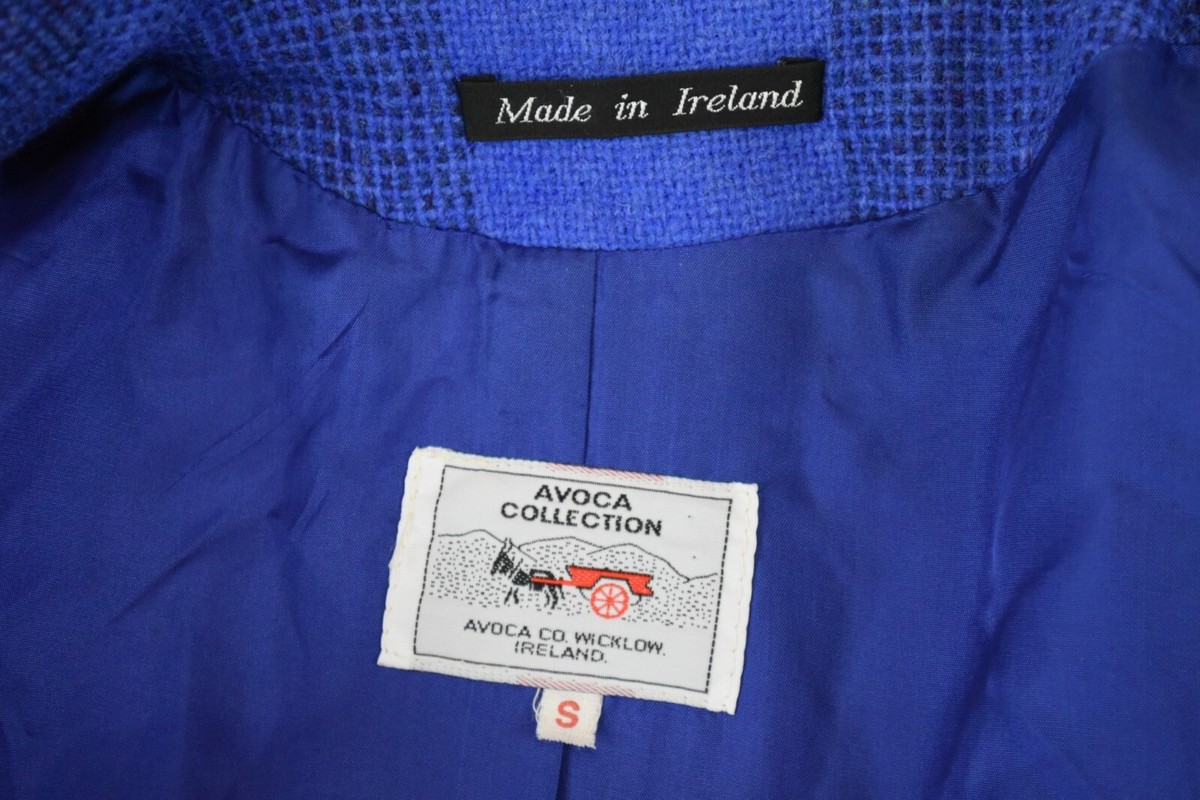 Made in Ireland
AVOCA
COLLECTION
AVOCA CO. WICKLOW.
IRELAND.
S